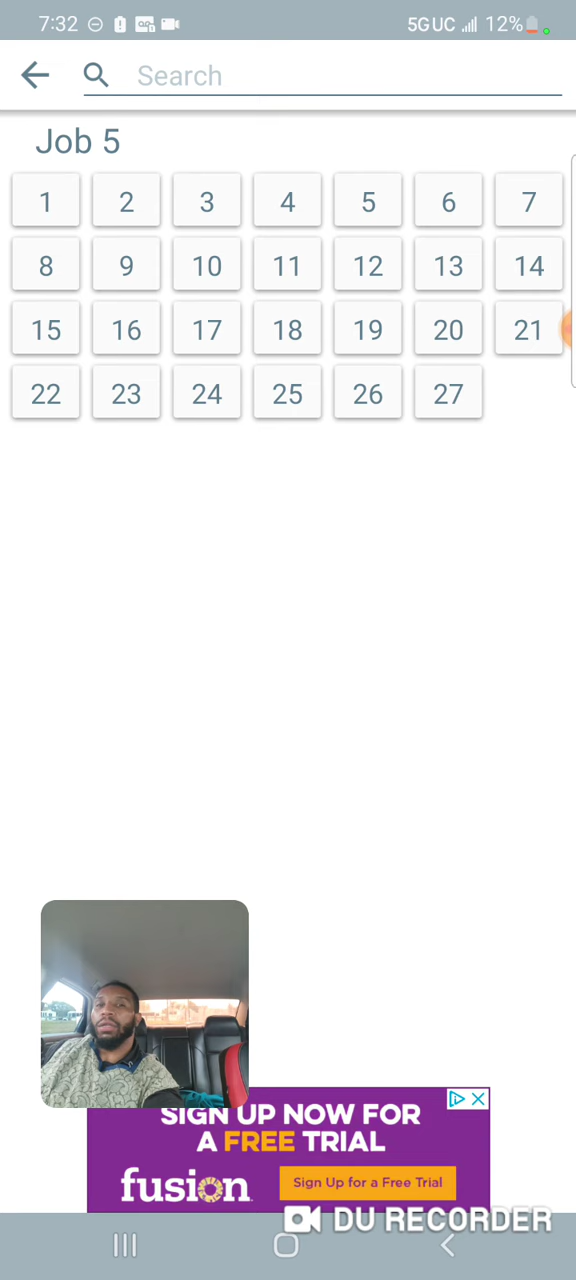 7:32 5G UC 12%
Search
Job 5
1 2 3 4 5 6 7
8 9 10 11 12 13 14
15 16 17 18 19 20 21
22 23 24 25 26 27
SIGN UP NOW FOR
A FREE TRIAL
fusion
Sign Up for a Free Trial
DU RECORDER